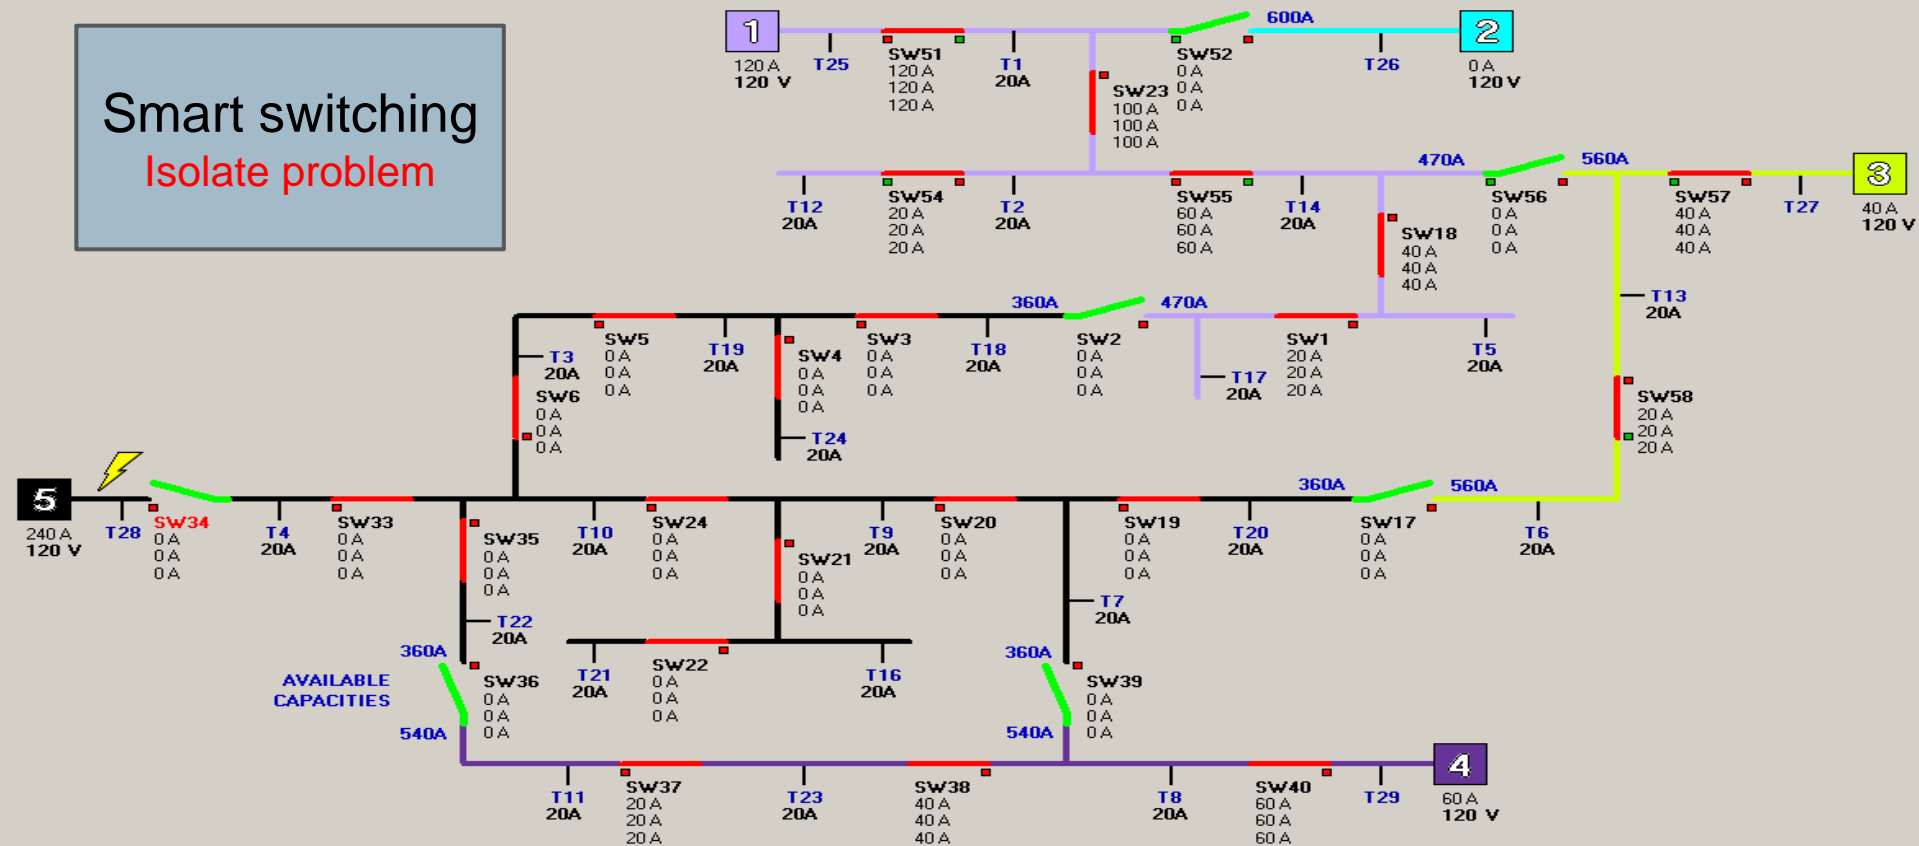 Smart switching
Isolate problem
1
120 A
120 V
T25
SW51
120 A
120 A
120 A
T1
20A
SW23
100 A
100 A
100 A
SW52
0 A
0 A
0 A
600A
T26
2
0 A
120 V
T12
20A
SW54
20 A
20 A
20 A
T2
20A
SW55
60 A
60 A
60 A
T14
20A
470A
SW56
0 A
0 A
0 A
560A
SW57
40 A
40 A
40 A
T27
3
40 A
120 V
SW18
40 A
40 A
40 A
T13
20A
T3
20A
SW6
0 A
0 A
0 A
SW5
0 A
0 A
0 A
T19
20A
SW4
0 A
0 A
0 A
SW3
0 A
0 A
0 A
T18
20A
360A
470A
SW2
0 A
0 A
0 A
T17
20A
SW1
20 A
20 A
20 A
T5
20A
T24
20A
SW58
20 A
20 A
20 A
5
240 A
120 V
T28
SW34
0 A
0 A
0 A
T4
20A
SW33
0 A
0 A
0 A
SW35
0 A
0 A
0 A
T10
20A
SW24
0 A
0 A
0 A
SW21
0 A
0 A
0 A
T9
20A
SW20
0 A
0 A
0 A
SW19
0 A
0 A
0 A
T20
20A
360A
560A
SW17
0 A
0 A
0 A
T6
20A
T22
20A
T7
20A
360A
AVAILABLE
CAPACITIES
SW36
0 A
0 A
0 A
540A
T21
20A
SW22
0 A
0 A
0 A
T16
20A
360A
SW39
0 A
0 A
0 A
540A
T11
20A
SW37
20 A
20 A
20 A
T23
20A
SW38
40 A
40 A
40 A
T8
20A
SW40
60 A
60 A
60 A
T29
4
60 A
120 V